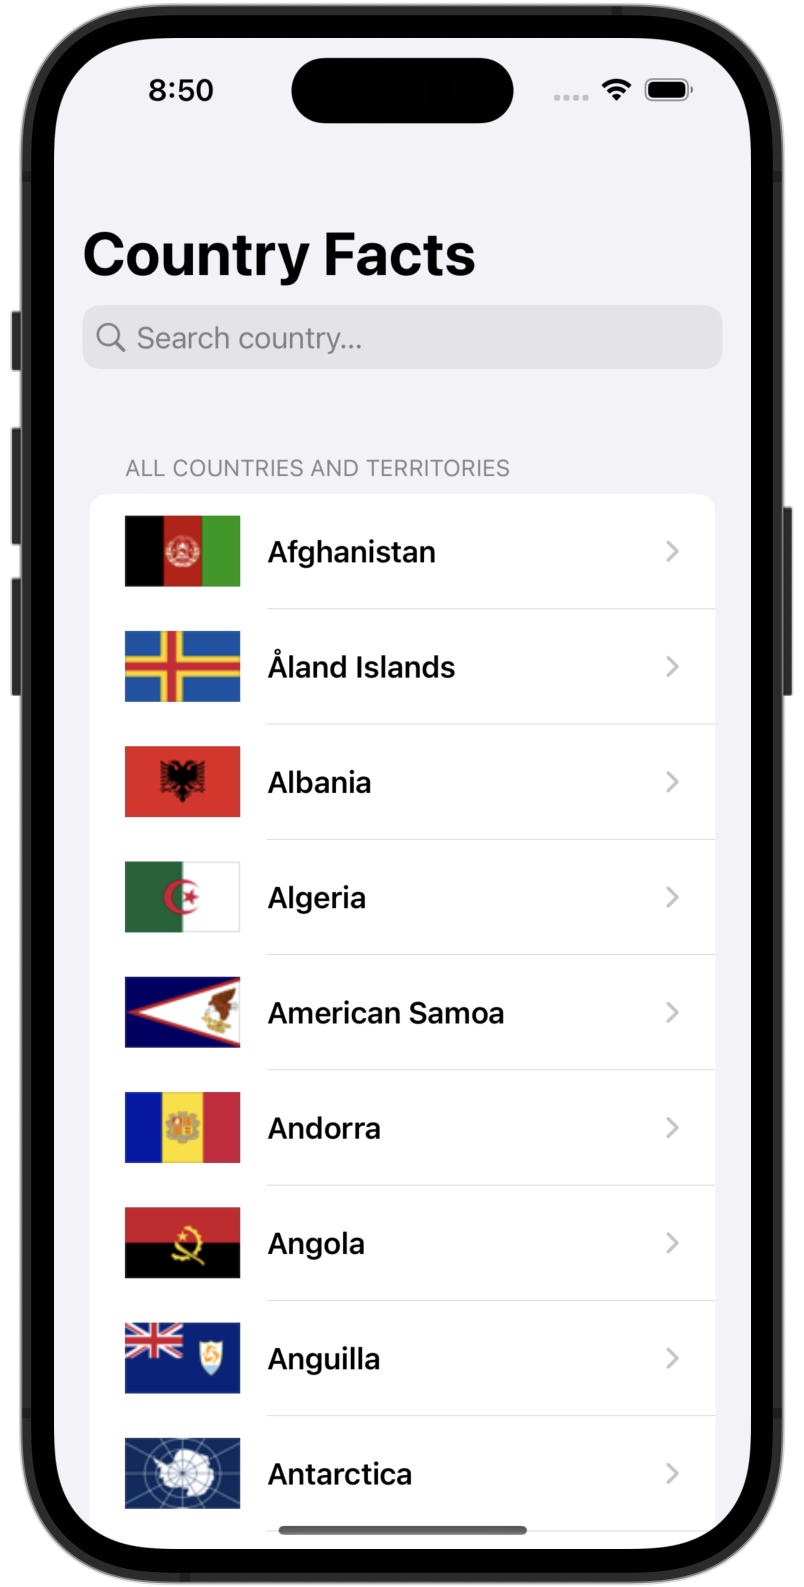 8:50
Country Facts
Search country...
ALL COUNTRIES AND TERRITORIES
Afghanistan
Åland Islands
Albania
Algeria
American Samoa
Andorra
Angola
Anguilla
Antarctica